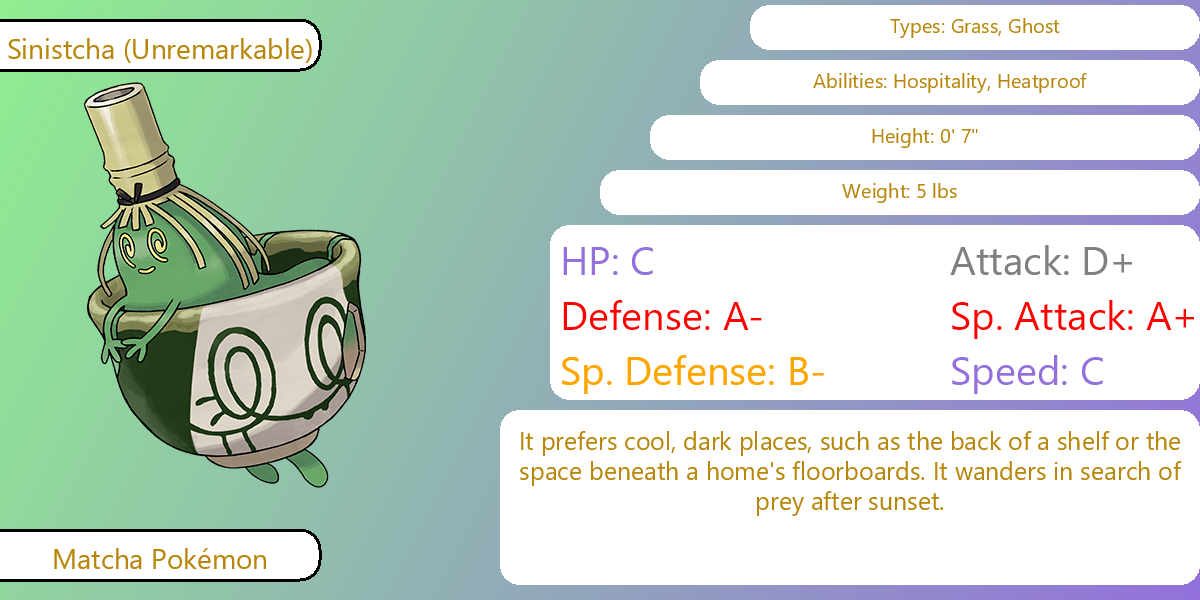 Sinistcha (Unremarkable)
Types: Grass, Ghost
Abilities: Hospitality, Heatproof
Height: 0' 7"
Weight: 5 lbs
HP: C
Attack: D+
Defense: A-
Sp. Attack: A+
Sp. Defense: B-
Speed: C
It prefers cool, dark places, such as the back of a shelf or the
space beneath a home's floorboards. It wanders in search of
prey after sunset.
Matcha Pokémon